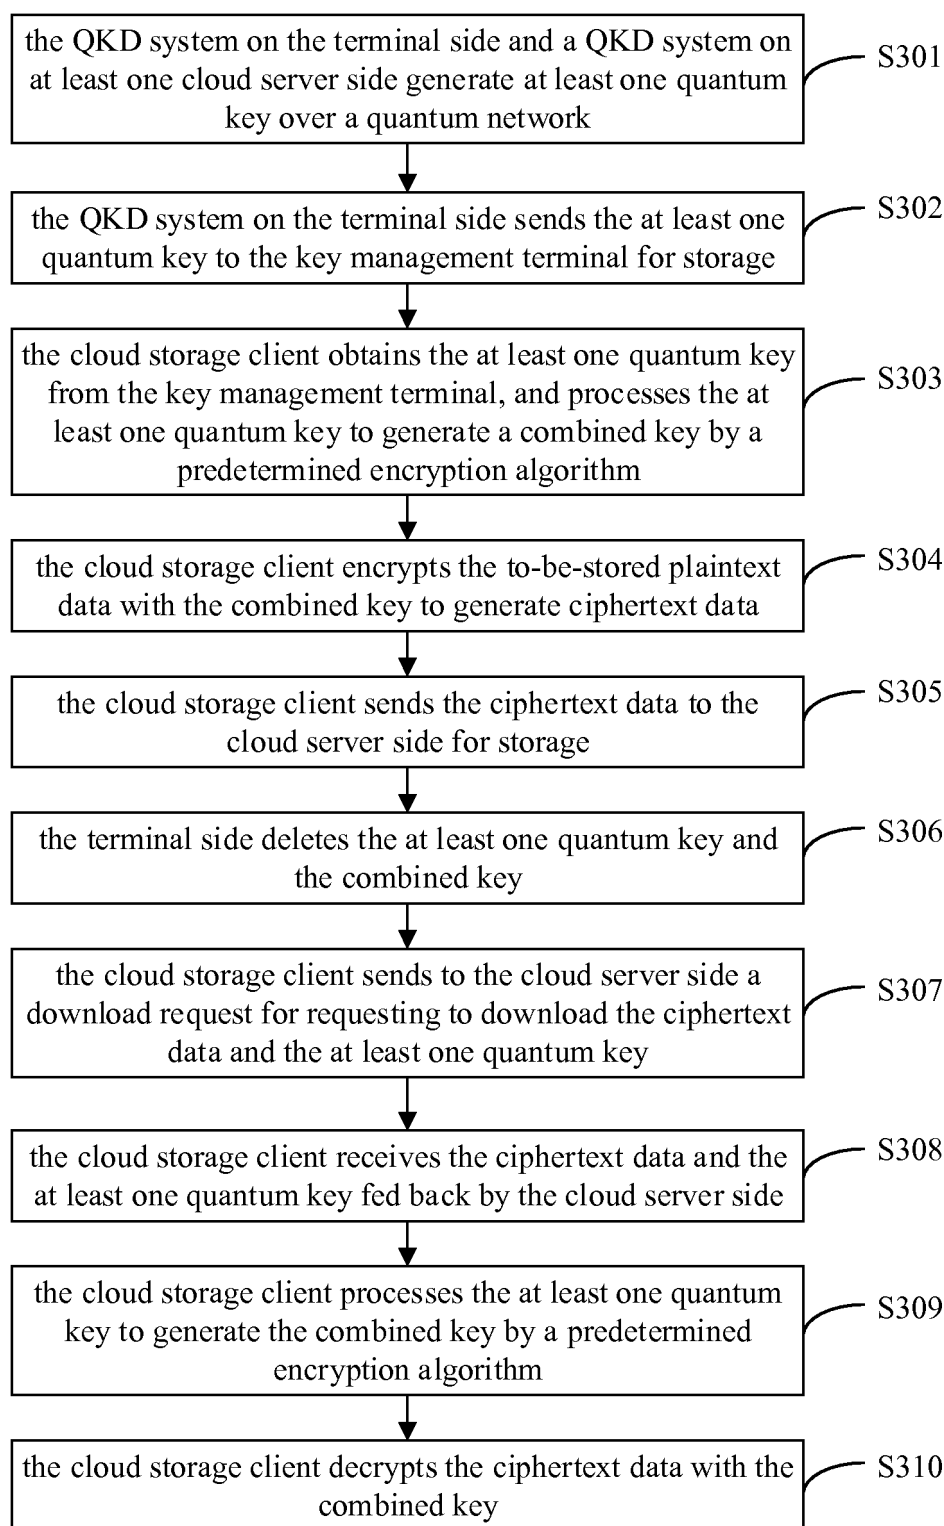 the QKD system on the terminal side and a QKD system on
at least one cloud server side generate at least one quantum
key over a quantum network
S301
the QKD system on the terminal side sends the at least one
quantum key to the key management terminal for storage
S302
the cloud storage client obtains the at least one quantum key
from the key management terminal, and processes the at
least one quantum key to generate a combined key by a
predetermined encryption algorithm
S303
the cloud storage client encrypts the to-be-stored plaintext
data with the combined key to generate ciphertext data
S304
the cloud storage client sends the ciphertext data to the
cloud server side for storage
S305
the terminal side deletes the at least one quantum key and
the combined key
S306
the cloud storage client sends to the cloud server side a
download request for requesting to download the ciphertext
data and the at least one quantum key
S307
the cloud storage client receives the ciphertext data and the
at least one quantum key fed back by the cloud server side
S308
the cloud storage client processes the at least one quantum
key to generate the combined key by a predetermined
encryption algorithm
S309
the cloud storage client decrypts the ciphertext data with the
combined key
S310